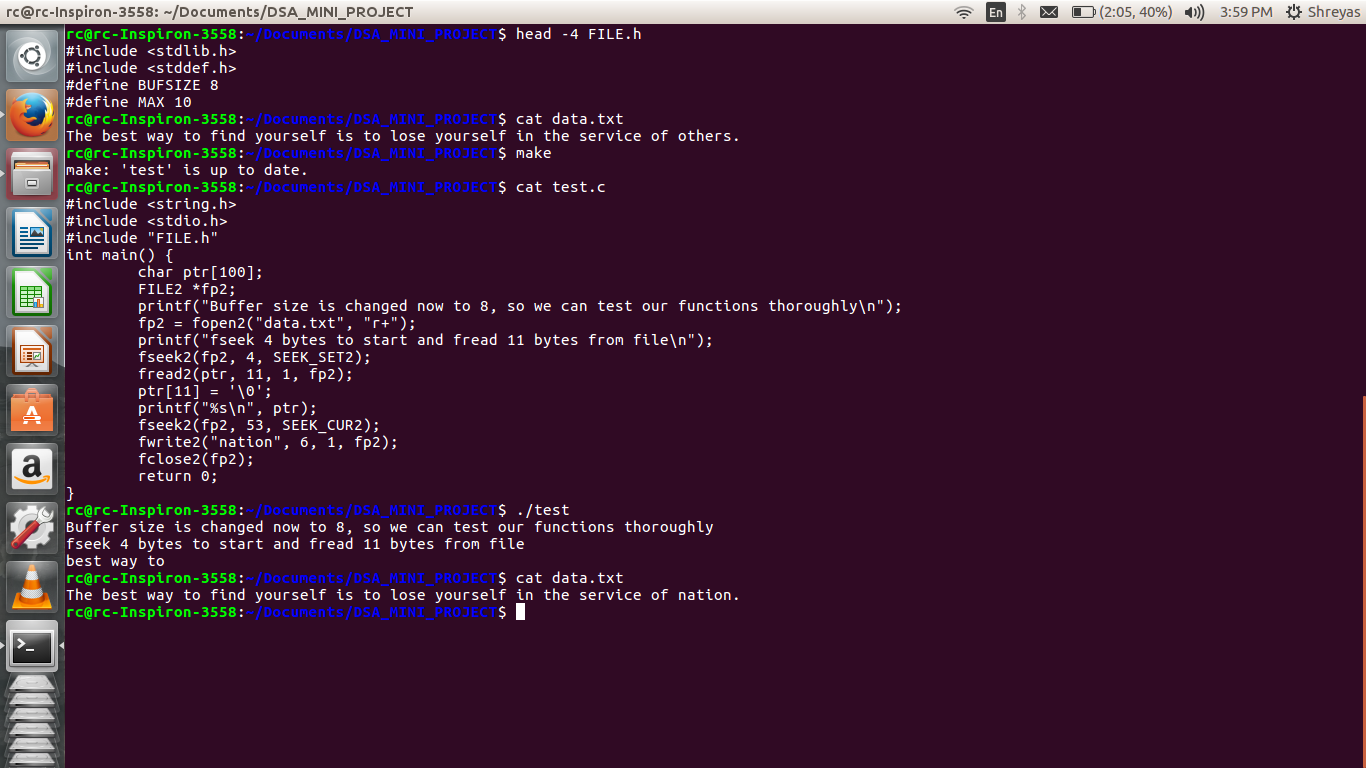 rc@rc-Inspiron-3558: ~/Documents/DSA_MINI_PROJECT En (2:05, 40%) 3:59 PM Shreyas
rc@rc-Inspiron-3558:~/Documents/DSA_MINI_PROJECT$ head -4 FILE.h
#include <stdlib.h>
#include <stddef.h>
#define BUFSIZE 8
#define MAX 10
rc@rc-Inspiron-3558:~/Documents/DSA_MINI_PROJECT$ cat data.txt
The best way to find yourself is to lose yourself in the service of others.
rc@rc-Inspiron-3558:~/Documents/DSA_MINI_PROJECT$ make
make: 'test' is up to date.
rc@rc-Inspiron-3558:~/Documents/DSA_MINI_PROJECT$ cat test.c
#include <string.h>
#include <stdio.h>
#include "FILE.h"
int main() {
        char ptr[100];
        FILE2 *fp2;
        printf("Buffer size is changed now to 8, so we can test our functions thoroughly\n");
        fp2 = fopen2("data.txt", "r+");
        printf("fseek 4 bytes to start and fread 11 bytes from file\n");
        fseek2(fp2, 4, SEEK_SET2);
        fread2(ptr, 11, 1, fp2);
        ptr[11] = '\0';
        printf("%s\n", ptr);
        fseek2(fp2, 53, SEEK_CUR2);
        fwrite2("nation", 6, 1, fp2);
        fclose2(fp2);
        return 0;
}
rc@rc-Inspiron-3558:~/Documents/DSA_MINI_PROJECT$ ./test
Buffer size is changed now to 8, so we can test our functions thoroughly
fseek 4 bytes to start and fread 11 bytes from file
best way to
rc@rc-Inspiron-3558:~/Documents/DSA_MINI_PROJECT$ cat data.txt
The best way to find yourself is to lose yourself in the service of nation.
rc@rc-Inspiron-3558:~/Documents/DSA_MINI_PROJECT$